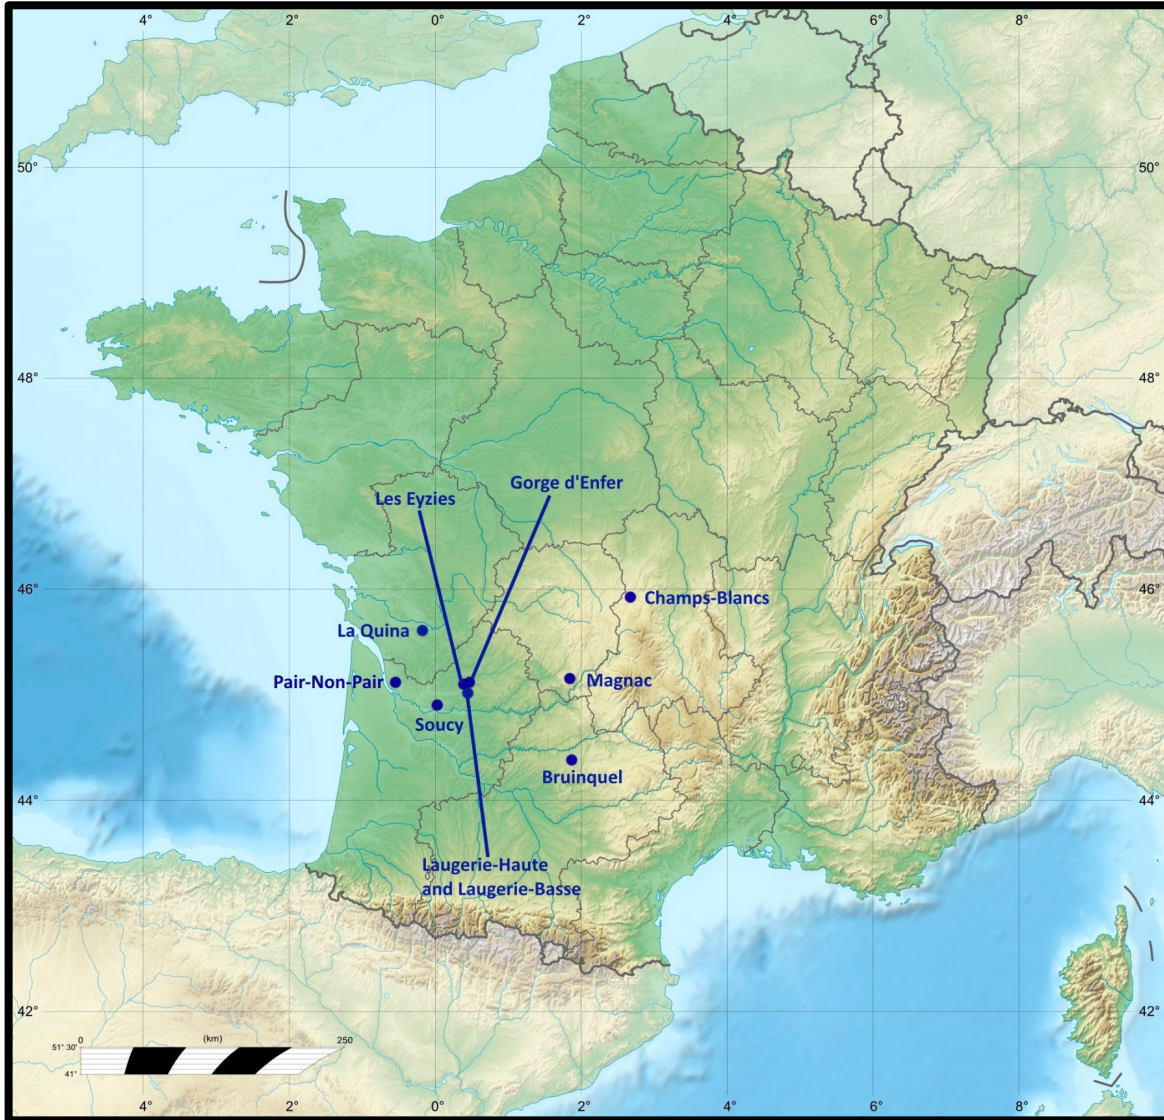 4° 2° 0° 2° 4° 6° 8°
50° 50°
48° 48°
Gorge d'Enfer
Les Eyzies
46° 46°
Champs-Blancs
La Quina
Pair-Non-Pair
Magnac
Soucy
Bruinquel
44° 44°
Laugerie-Haute
and Laugerie-Basse
42° 42°
0 (km) 250
51° 30'
41°
4° 2° 0° 2° 4° 6° 8°